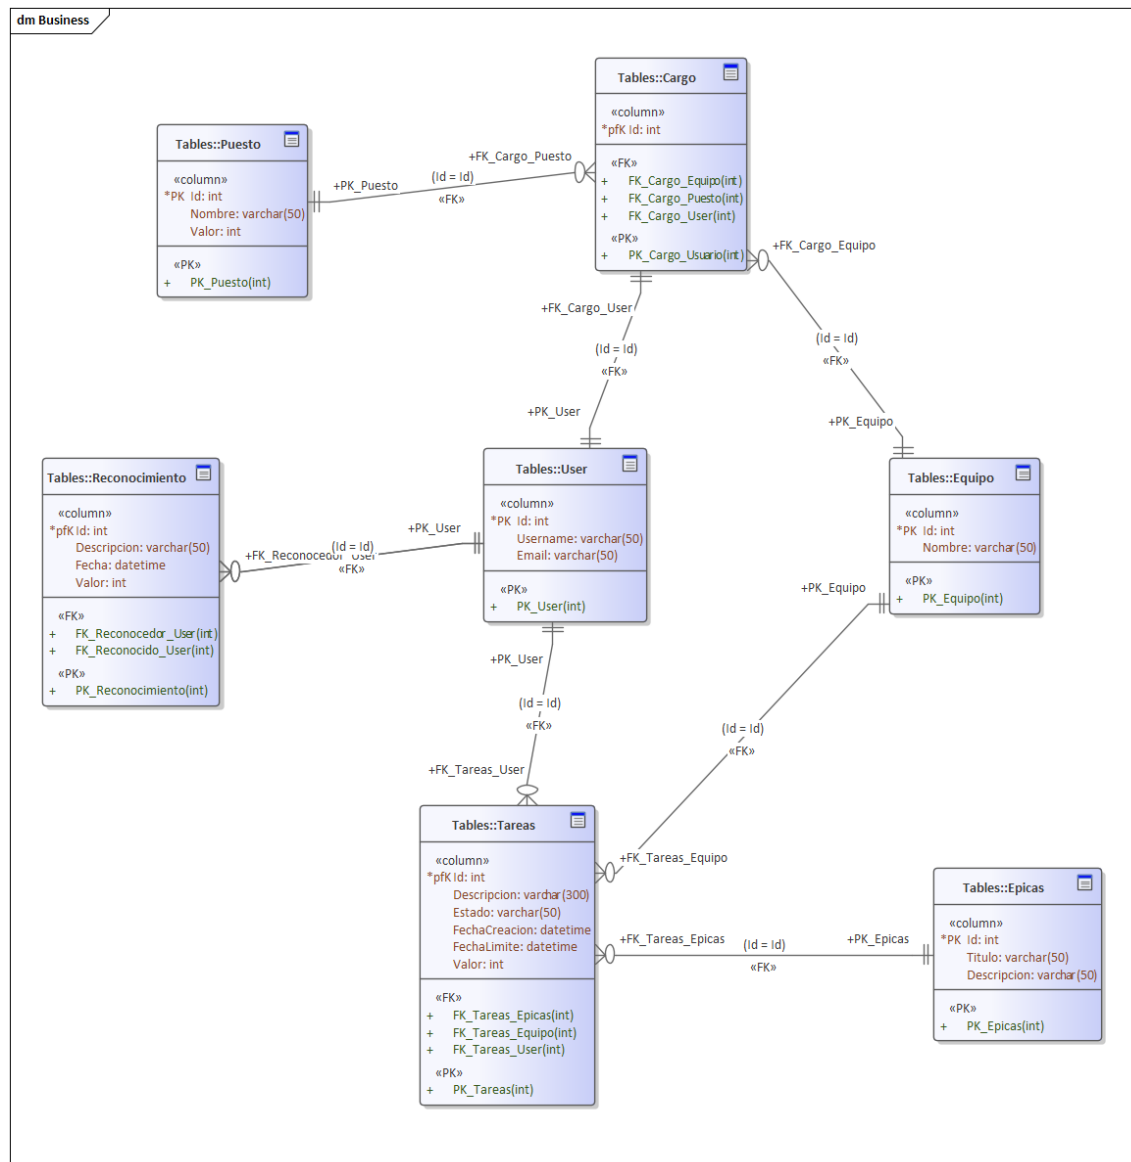 dm Business
Tables::Cargo
«column»
*pfK Id: int
«FK»
+ FK_Cargo_Equipo(int)
+ FK_Cargo_Puesto(int)
+ FK_Cargo_User(int)
«PK»
+ PK_Cargo_Usuario(int)
Tables::Puesto
«column»
*PK Id: int
Nombre: varchar(50)
Valor: int
«PK»
+ PK_Puesto(int)
+PK_Puesto
(Id = Id)
«FK»
+FK_Cargo_Puesto
+FK_Cargo_Equipo
(Id = Id)
«FK»
+PK_Equipo
+FK_Cargo_User
(Id = Id)
«FK»
+PK_User
Tables::Reconocimiento
«column»
*pfK Id: int
Descripcion: varchar(50)
Fecha: datetime
Valor: int
«FK»
+ FK_Reconocedor_User(int)
+ FK_Reconocido_User(int)
«PK»
+ PK_Reconocimiento(int)
+PK_User
(Id = Id)
+FK_Reconocedor_User
«FK»
Tables::User
«column»
*PK Id: int
Username: varchar(50)
Email: varchar(50)
«PK»
+ PK_User(int)
Tables::Equipo
«column»
*PK Id: int
Nombre: varchar(50)
«PK»
+ PK_Equipo(int)
+PK_Equipo
(Id = Id)
«FK»
+FK_Tareas_Equipo
+PK_User
(Id = Id)
«FK»
+FK_Tareas_User
Tables::Tareas
«column»
*pfK Id: int
Descripcion: varchar(300)
Estado: varchar(50)
FechaCreacion: datetime
FechaLimite: datetime
Valor: int
«FK»
+ FK_Tareas_Epicas(int)
+ FK_Tareas_Equipo(int)
+ FK_Tareas_User(int)
«PK»
+ PK_Tareas(int)
+FK_Tareas_Epicas
(Id = Id)
«FK»
+PK_Epicas
Tables::Epicas
«column»
*PK Id: int
Titulo: varchar(50)
Descripcion: varchar(50)
«PK»
+ PK_Epicas(int)